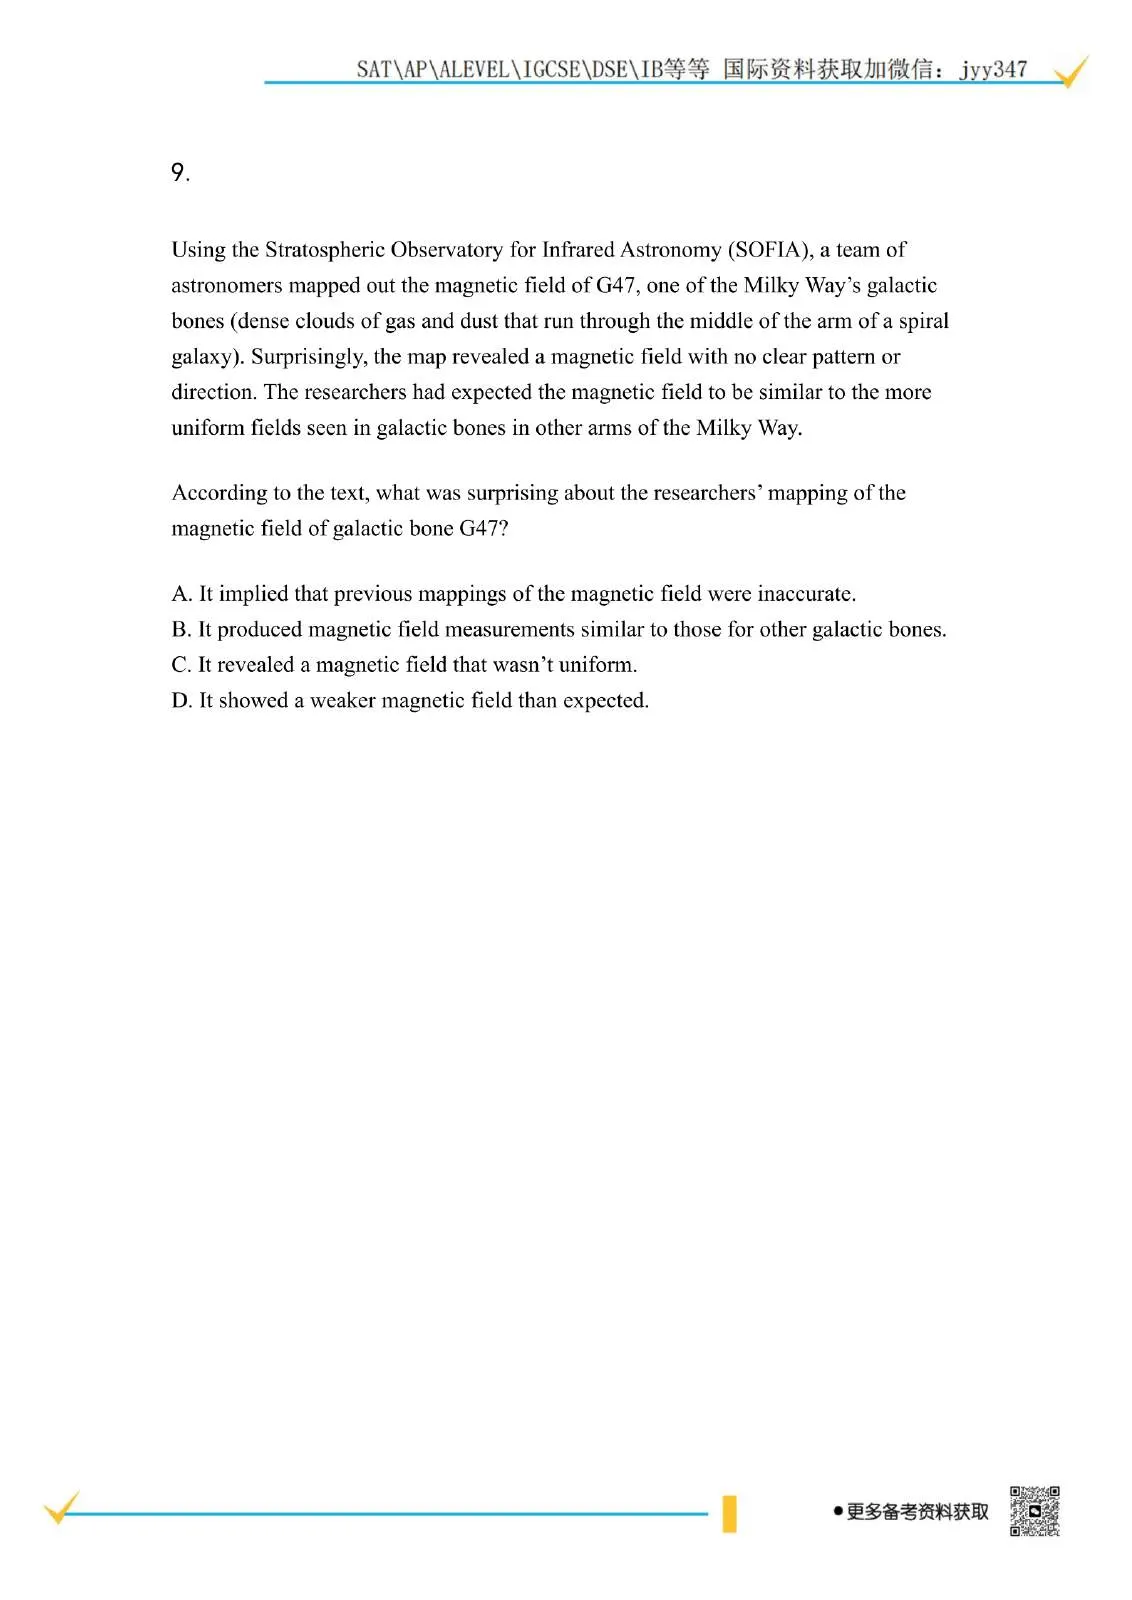 SAT\AP\ALEVEL\IGCSE\DSE\IB等等 国际资料获取加微信：jyy347
9.
Using the Stratospheric Observatory for Infrared Astronomy (SOFIA), a team of
astronomers mapped out the magnetic field of G47, one of the Milky Way’s galactic
bones (dense clouds of gas and dust that run through the middle of the arm of a spiral
galaxy). Surprisingly, the map revealed a magnetic field with no clear pattern or
direction. The researchers had expected the magnetic field to be similar to the more
uniform fields seen in galactic bones in other arms of the Milky Way.
According to the text, what was surprising about the researchers’ mapping of the
magnetic field of galactic bone G47?
A. It implied that previous mappings of the magnetic field were inaccurate.
B. It produced magnetic field measurements similar to those for other galactic bones.
C. It revealed a magnetic field that wasn’t uniform.
D. It showed a weaker magnetic field than expected.
●更多备考资料获取